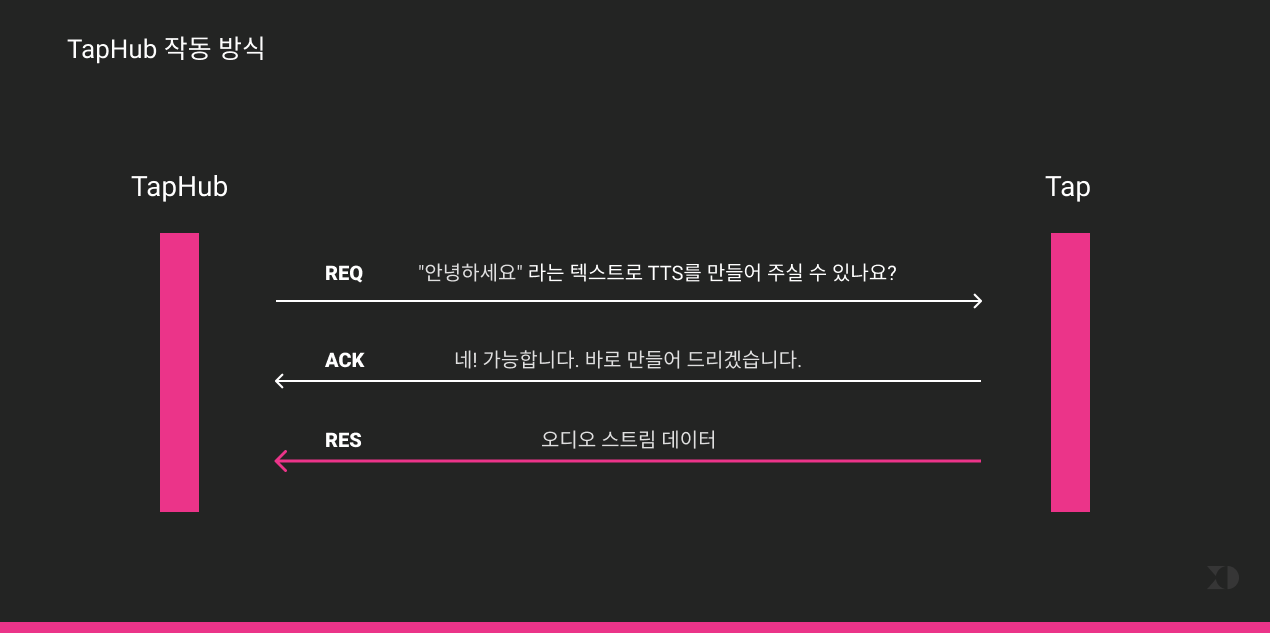 TapHub 작동 방식
TapHub
Tap
REQ "안녕하세요" 라는 텍스트로 TTS를 만들어 주실 수 있나요?
ACK 네! 가능합니다. 바로 만들어 드리겠습니다.
RES 오디오 스트림 데이터
XD